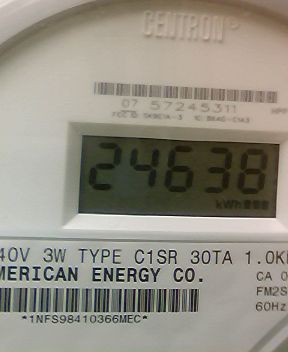 CENTRON®
07 57245311
24638
kWh
40V 3W TYPE C1SR 30TA 1.0K
MERICAN ENERGY CO.
CA 0
FM2S
60Hz
*1NFS98410366MEC*